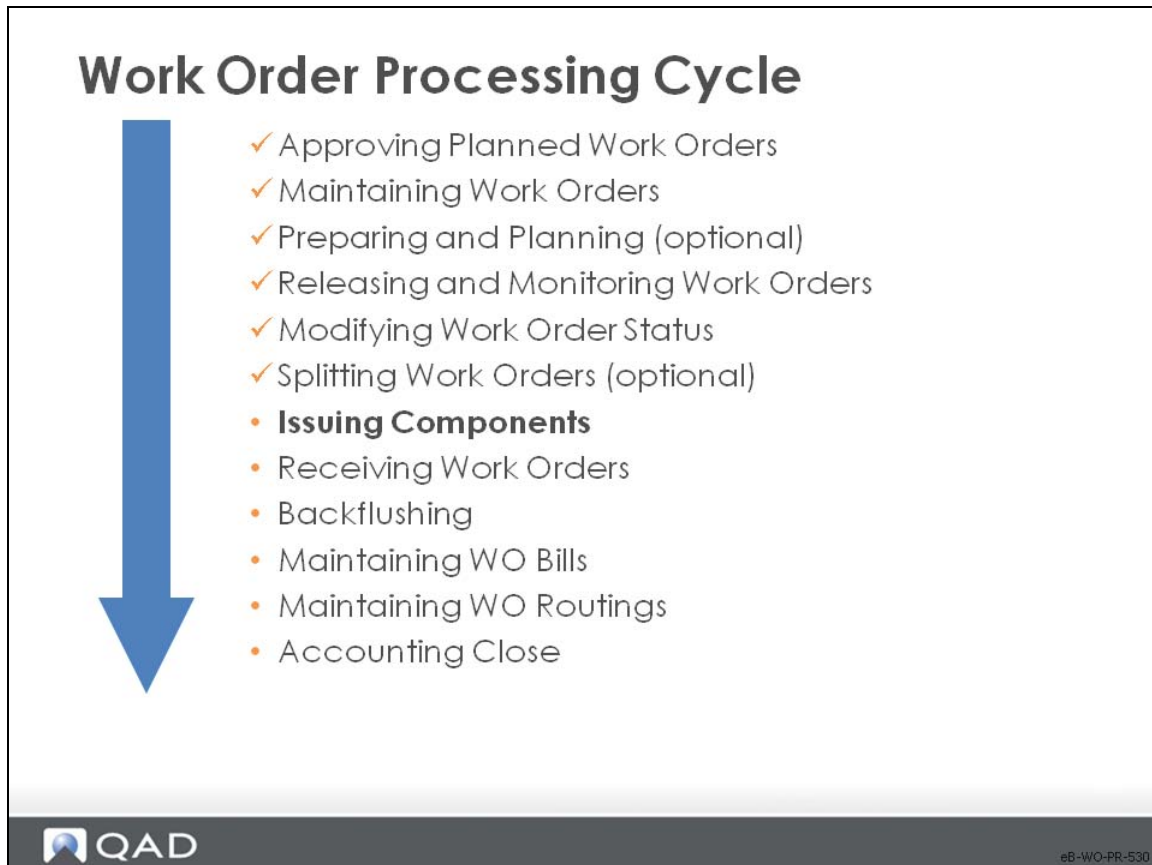 Work Order Processing Cycle
✓ Approving Planned Work Orders
✓ Maintaining Work Orders
✓ Preparing and Planning (optional)
✓ Releasing and Monitoring Work Orders
✓ Modifying Work Order Status
✓ Splitting Work Orders (optional)
• Issuing Components
• Receiving Work Orders
• Backflushing
• Maintaining WO Bills
• Maintaining WO Routings
• Accounting Close
QAD
eB-WO-PR-530